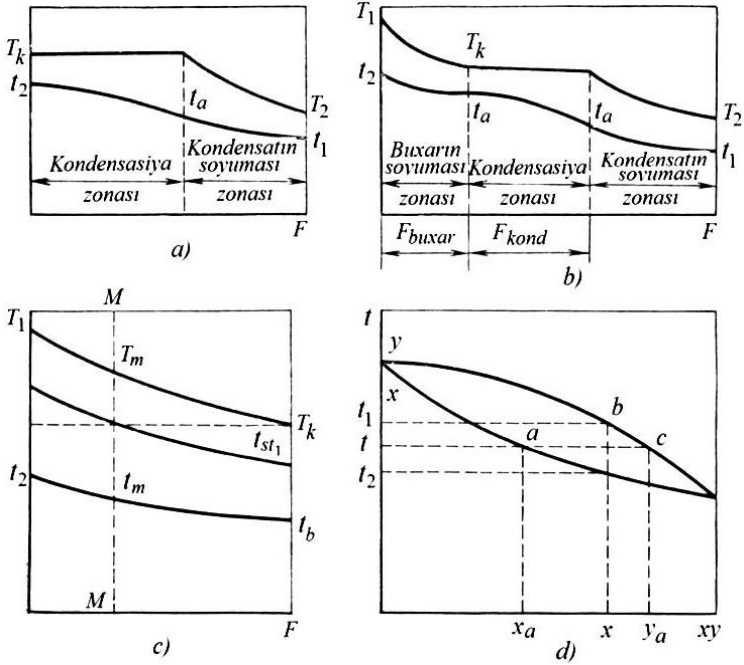 T_k
t_2
t_a
T_2
t_1
Kondensasiya
zonası
Kondensatın
soyuması
zonası
F
a)
T_1
t_2
T_k
t_a
t_a
T_2
t_1
Buxarın
soyuması
zonası
Kondensasiya
zonası
Kondensatın
soyuması
zonası
F_buxar
F_kond
F
b)
M
T_1
T_m
T_k
t_st_1
t_2
t_m
t_b
M
F
c)
t
y
x
t_1
b
t
a
c
t_2
x_a
x
y_a
xy
d)